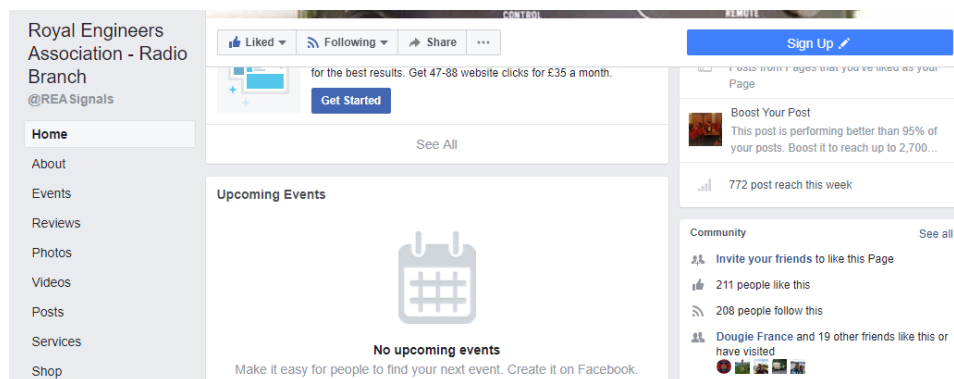 CONTROL
REMOTE
Royal Engineers
Association - Radio
Branch
@REASignals
Home
About
Events
Reviews
Photos
Videos
Posts
Services
Shop
Liked
Following
Share
Sign Up
for the best results. Get 47-88 website clicks for £35 a month.
Get Started
See All
Upcoming Events
No upcoming events
Make it easy for people to find your next event. Create it on Facebook.
Posts from Pages that you've liked as your
Page
Boost Your Post
This post is performing better than 95% of
your posts. Boost it to reach up to 2,700...
772 post reach this week
Community
See all
Invite your friends to like this Page
211 people like this
208 people follow this
Dougie France and 19 other friends like this or
have visited